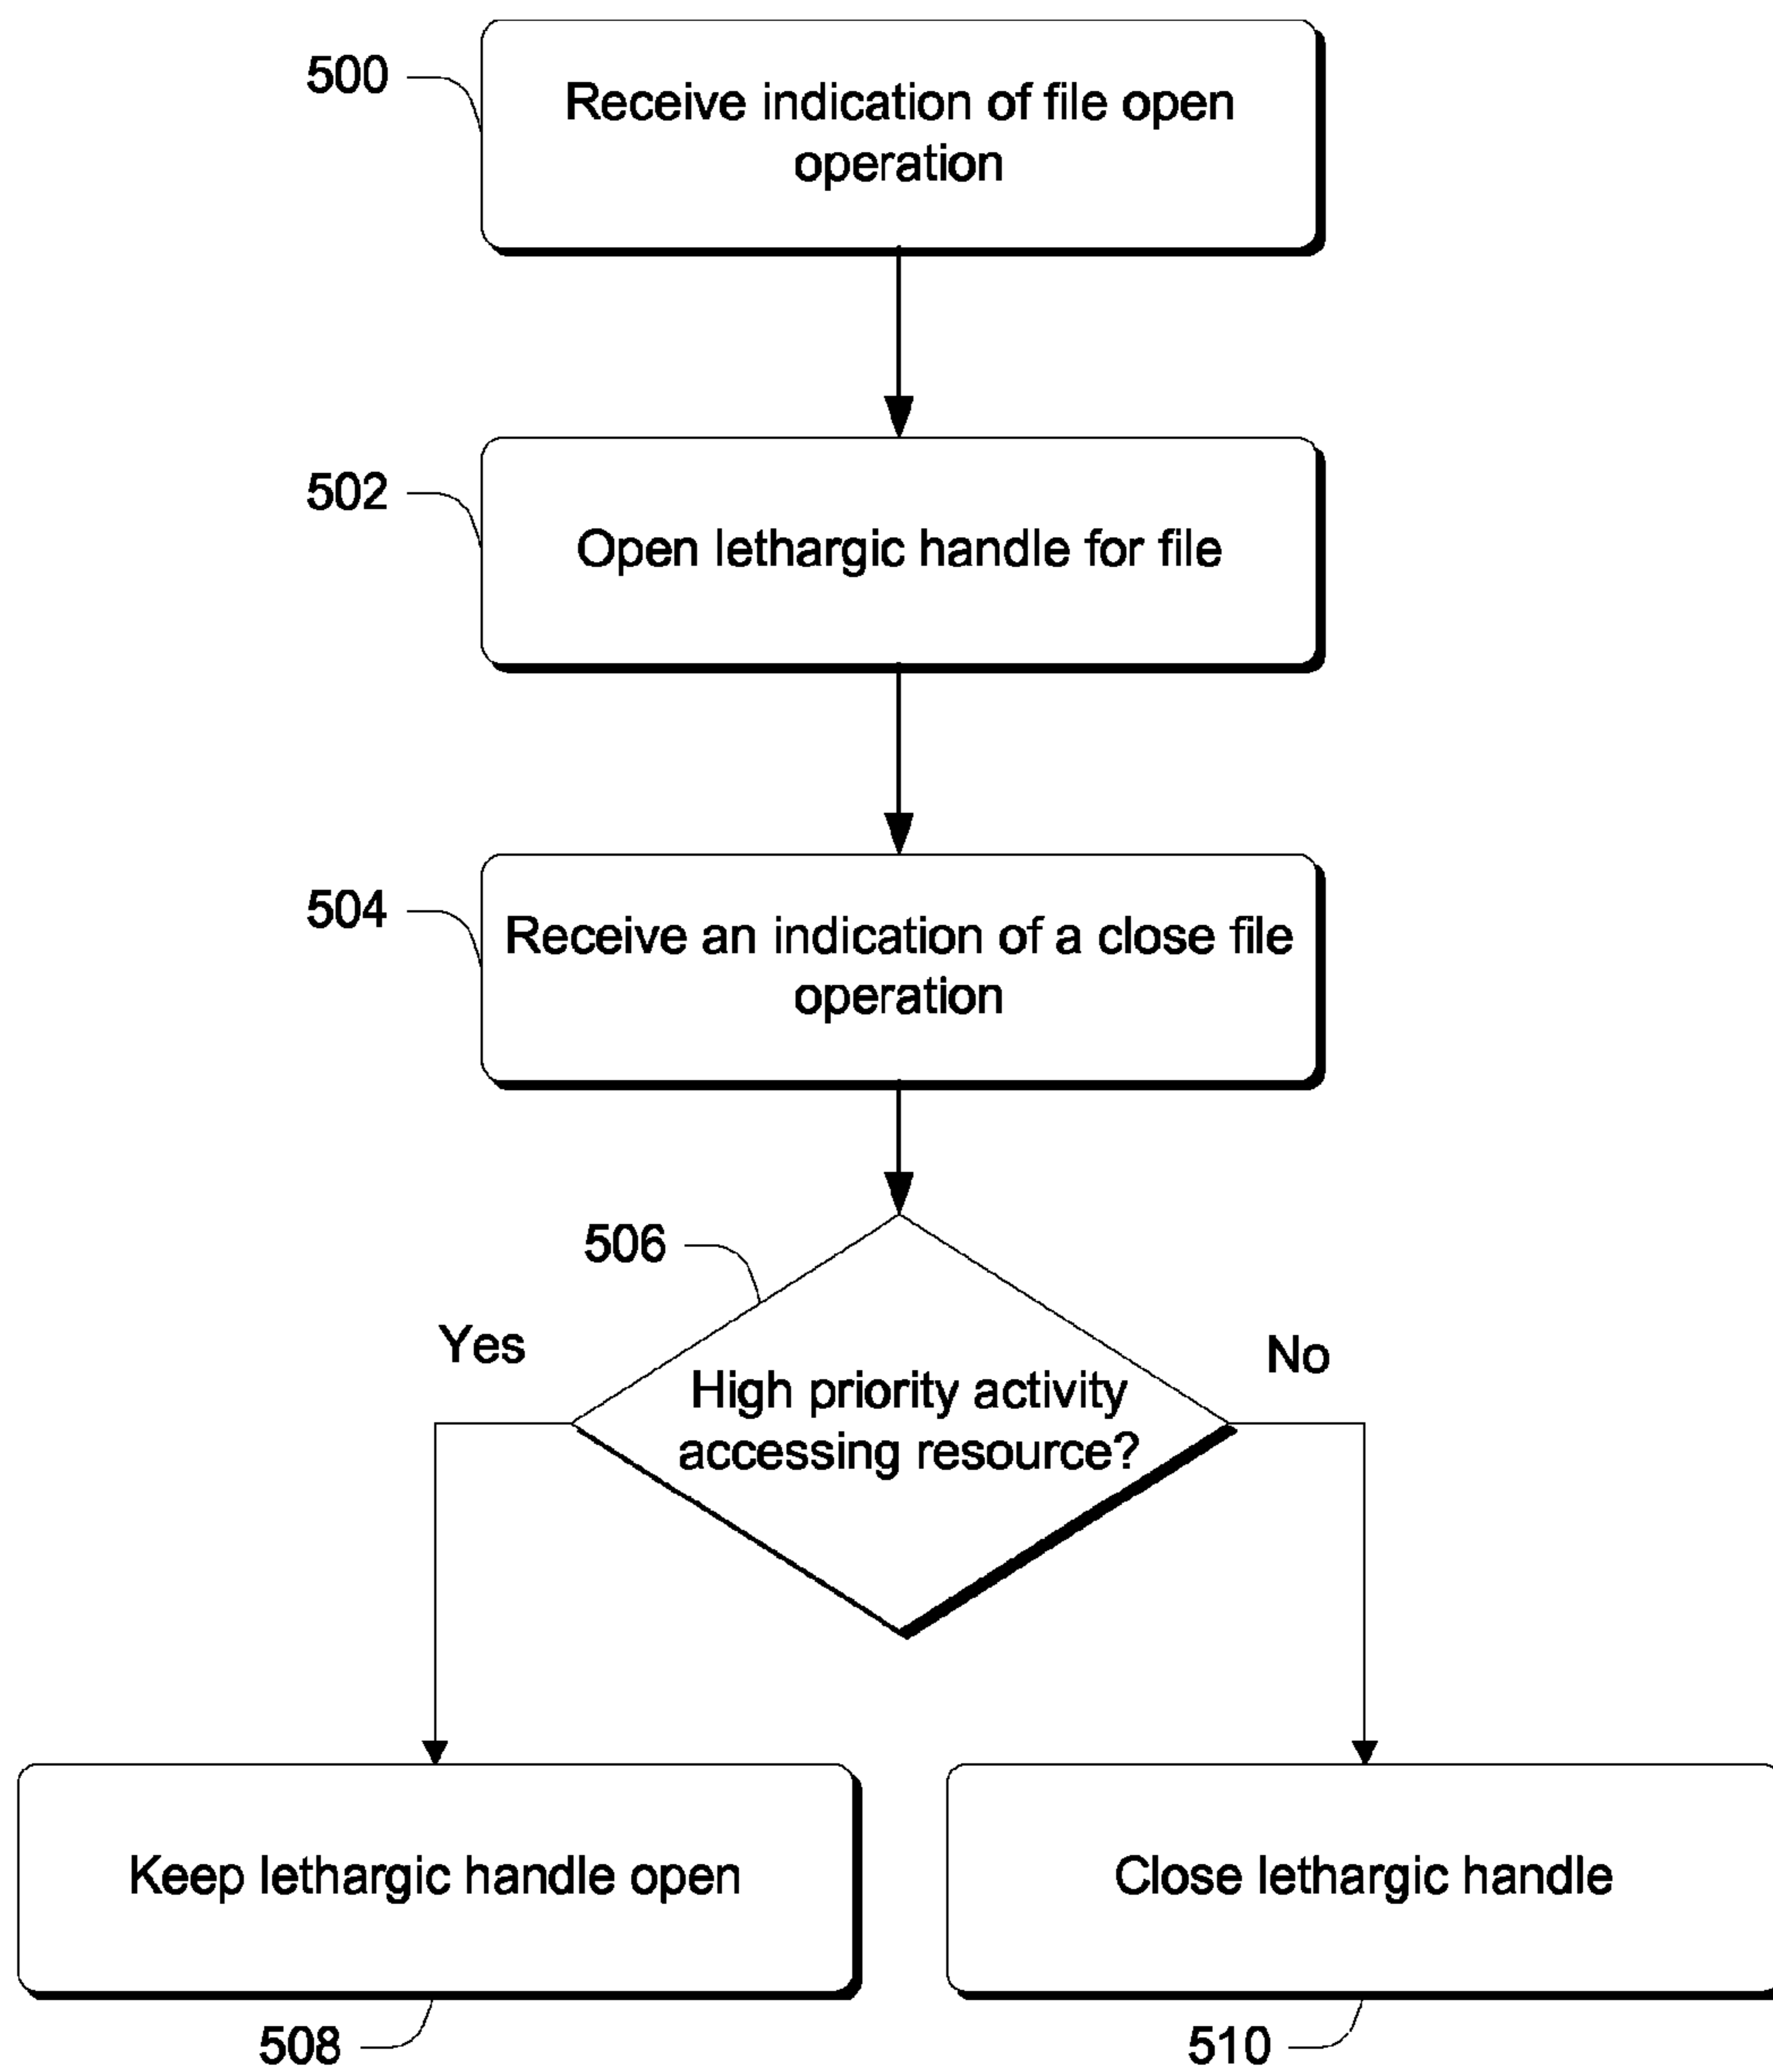 500
Receive indication of file open
operation
502
Open lethargic handle for file
504
Receive an indication of a close file
operation
506
Yes
No
High priority activity
accessing resource?
Keep lethargic handle open
Close lethargic handle
508
510